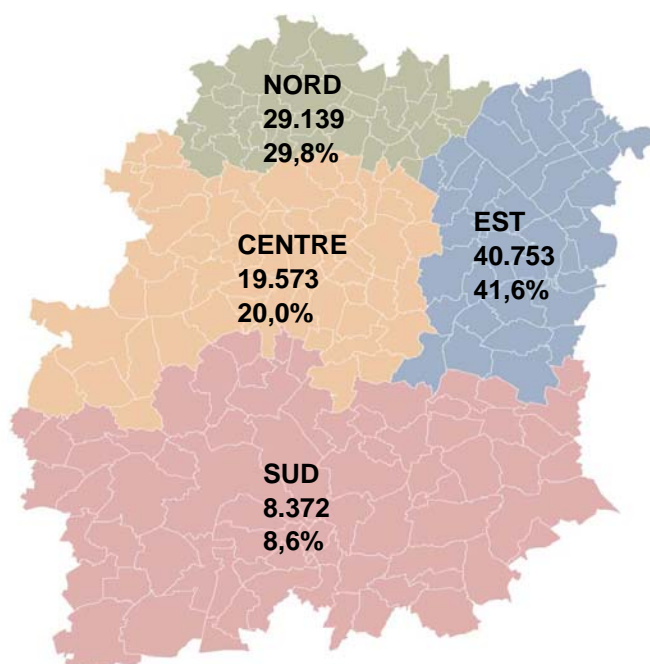 NORD
29.139
29,8%
EST
40.753
41,6%
CENTRE
19.573
20,0%
SUD
8.372
8,6%